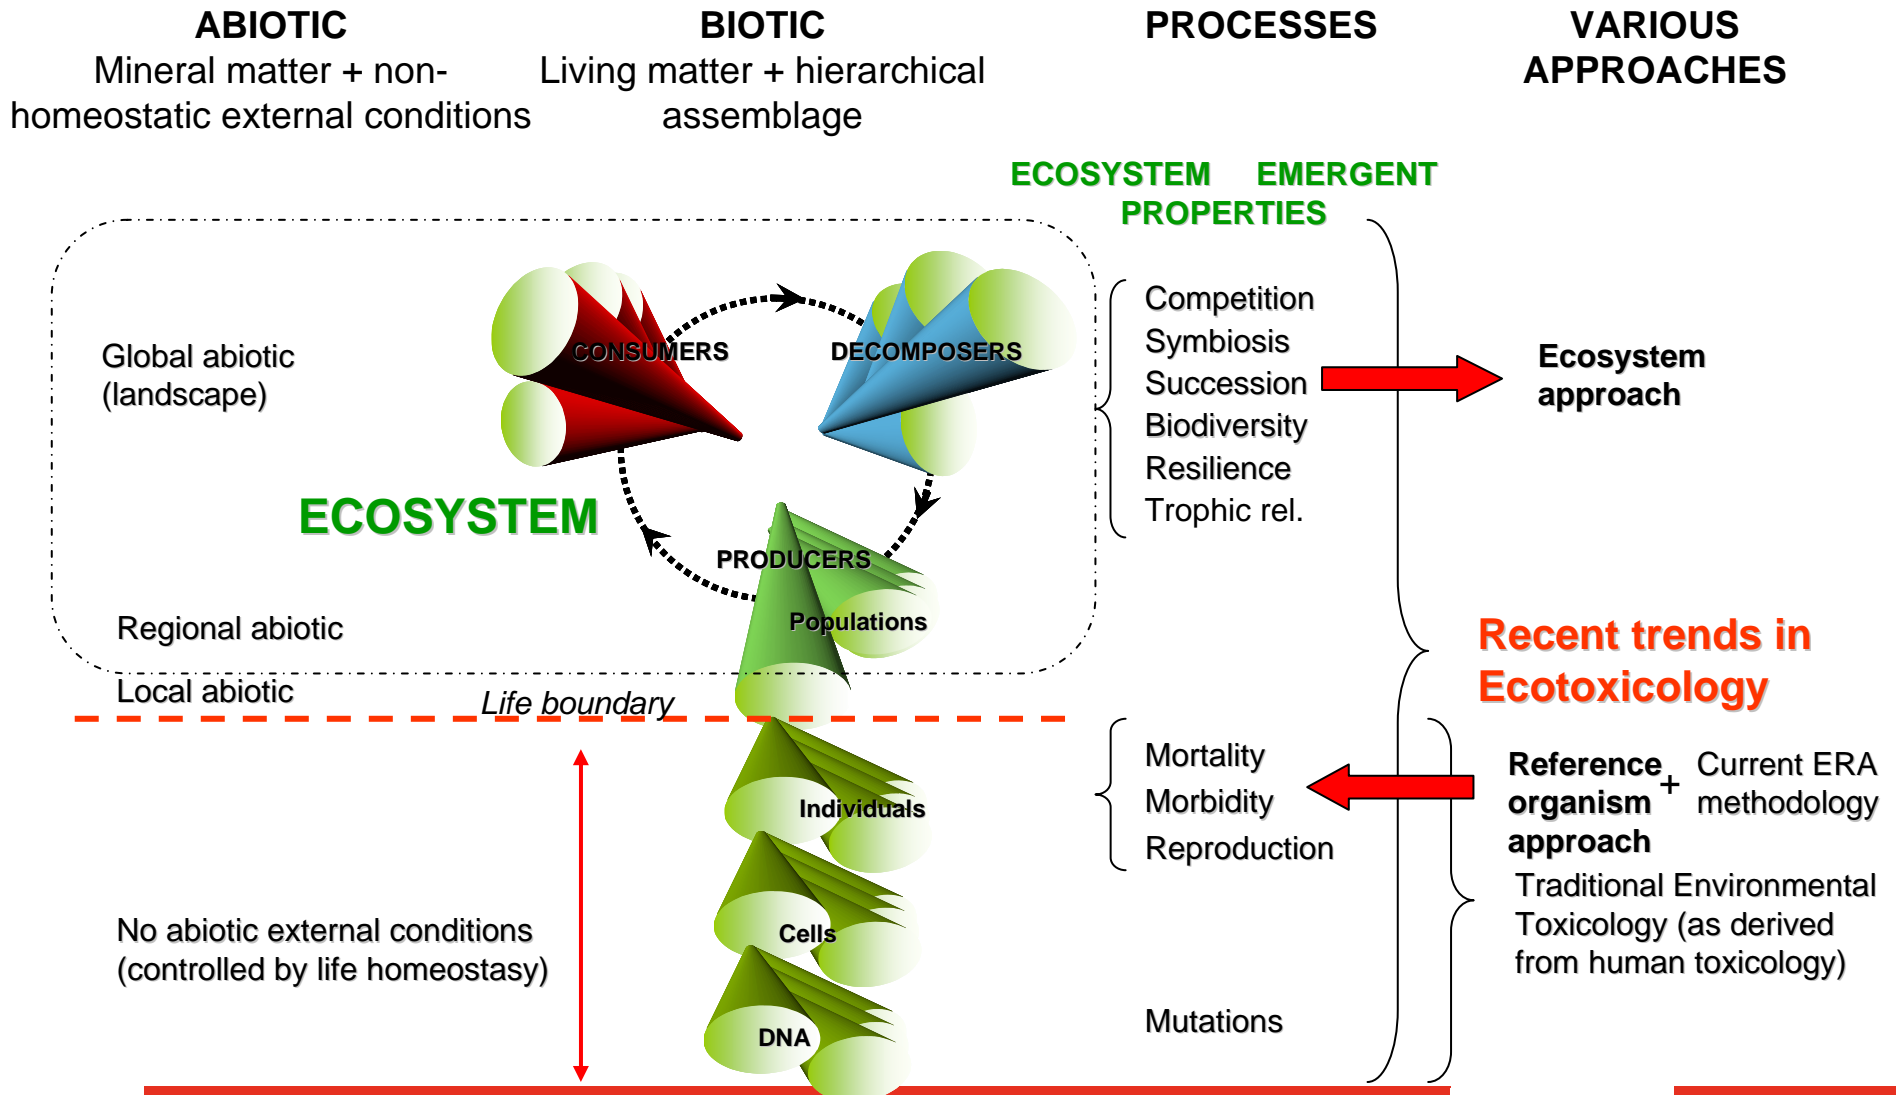 ABIOTIC
Mineral matter + non-
homeostatic external conditions
BIOTIC
Living matter + hierarchical
assemblage
PROCESSES
VARIOUS
APPROACHES
ECOSYSTEM EMERGENT
PROPERTIES
Global abiotic
(landscape)
CONSUMERS
DECOMPOSERS
ECOSYSTEM
PRODUCERS
Populations
Regional abiotic
Local abiotic
Life boundary
Competition
Symbiosis
Succession
Biodiversity
Resilience
Trophic rel.
Ecosystem
approach
Recent trends in
Ecotoxicology
Individuals
Cells
DNA
No abiotic external conditions
(controlled by life homeostasy)
Mortality
Morbidity
Reproduction
Mutations
Reference
organism
approach
+
Current ERA
methodology
Traditional Environmental
Toxicology (as derived
from human toxicology)